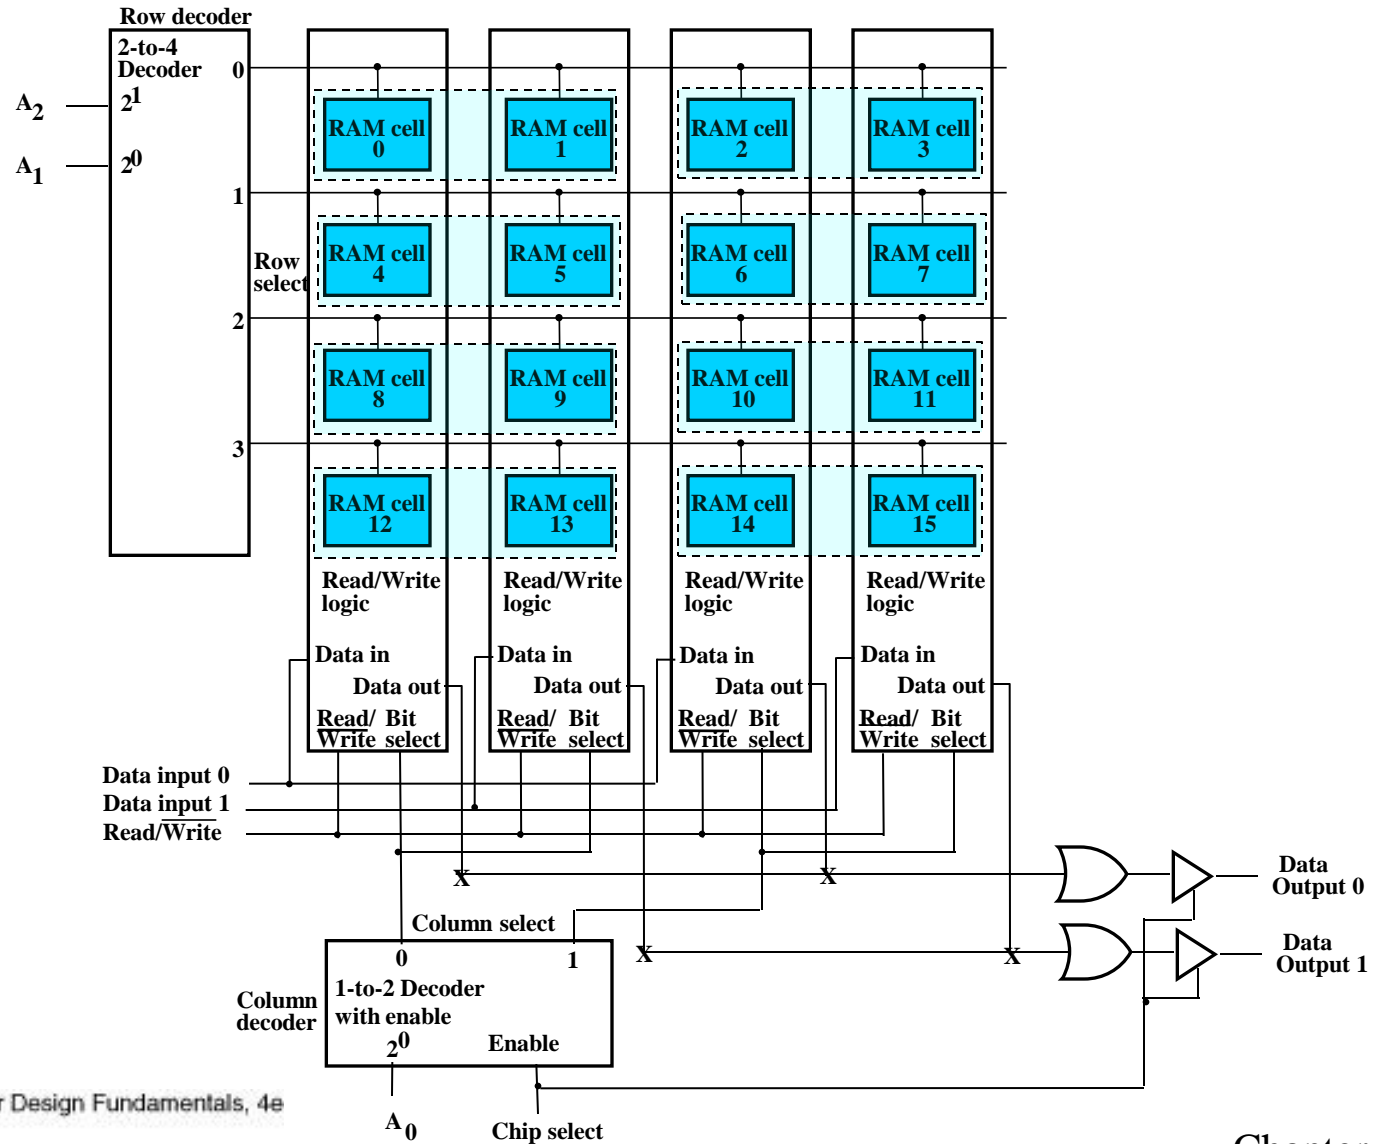 Row decoder
2-to-4
Decoder
0
A2
2^1
A1
2^0
RAM cell
0
RAM cell
1
RAM cell
2
RAM cell
3
1
Row
select
RAM cell
4
RAM cell
5
RAM cell
6
RAM cell
7
2
RAM cell
8
RAM cell
9
RAM cell
10
RAM cell
11
3
RAM cell
12
RAM cell
13
RAM cell
14
RAM cell
15
Read/Write
logic
Read/Write
logic
Read/Write
logic
Read/Write
logic
Data in
Data in
Data in
Data in
Data out
Data out
Data out
Data out
Read/
Write
Bit
select
Read/
Write
Bit
select
Read/
Write
Bit
select
Read/
Write
Bit
select
Data input 0
Data input 1
Read/Write
X
X
X
X
Data
Output 0
Data
Output 1
Column select
0
1
Column
decoder
1-to-2 Decoder
with enable
2^0
Enable
A0
Chip select
r Design Fundamentals, 4e